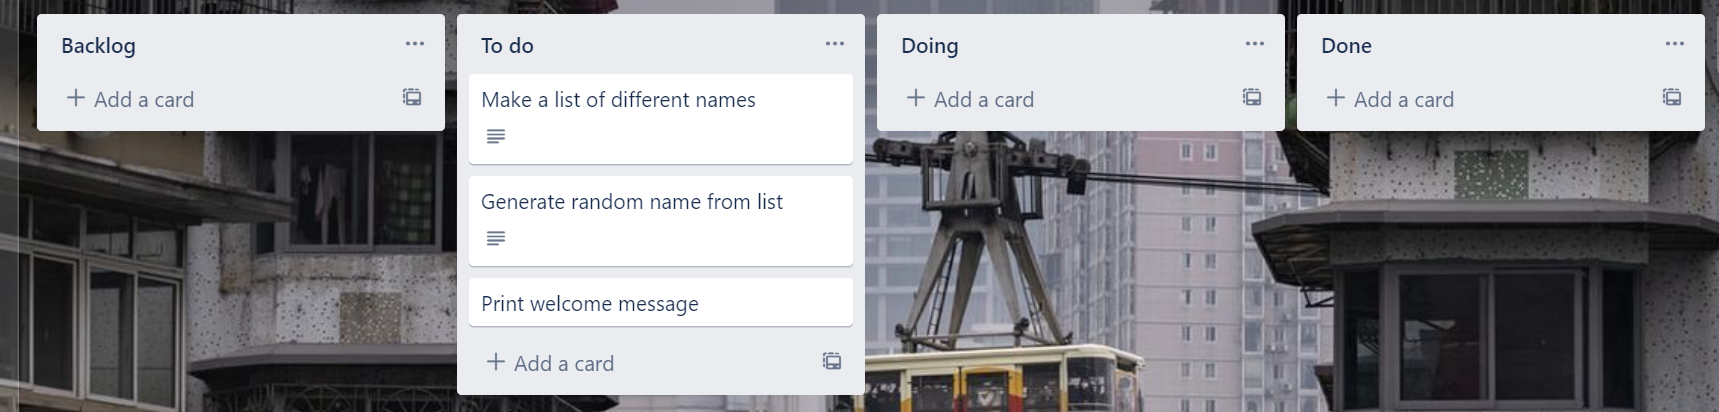 Backlog
Add a card
To do
Make a list of different names
Generate random name from list
Print welcome message
Add a card
Doing
Add a card
Done
Add a card